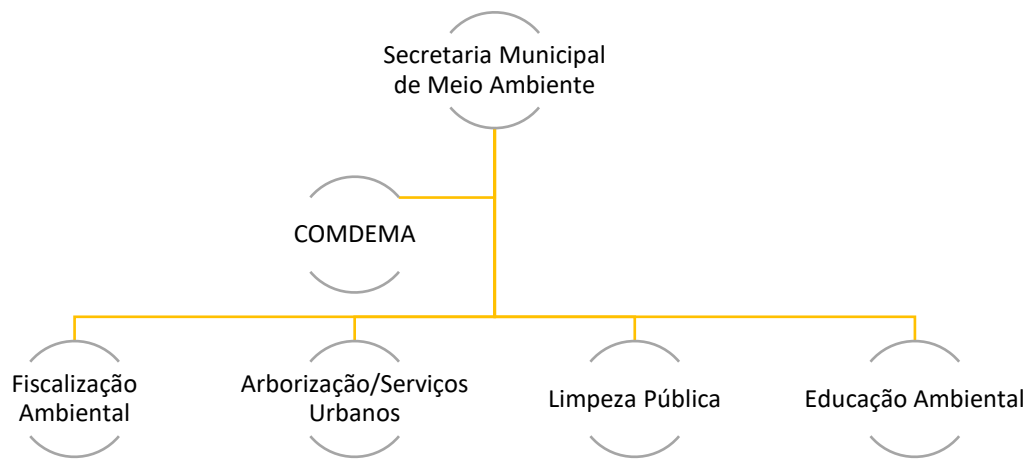 Secretaria Municipal
de Meio Ambiente
COMDEMA
Fiscalização
Ambiental
Arborização/Serviços
Urbanos
Limpeza Pública
Educação Ambiental